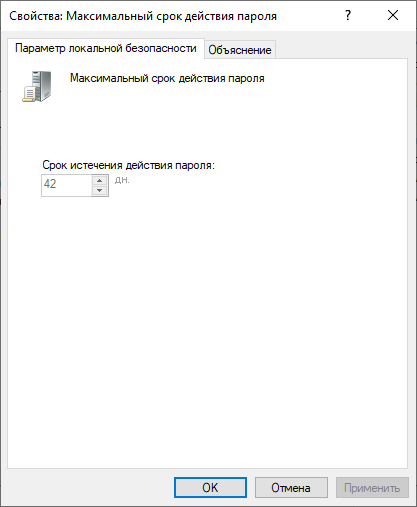 Свойства: Максимальный срок действия пароля ?
Параметр локальной безопасности Объяснение
Максимальный срок действия пароля
Срок истечения действия пароля:
42 дн.
OK Отмена Применить